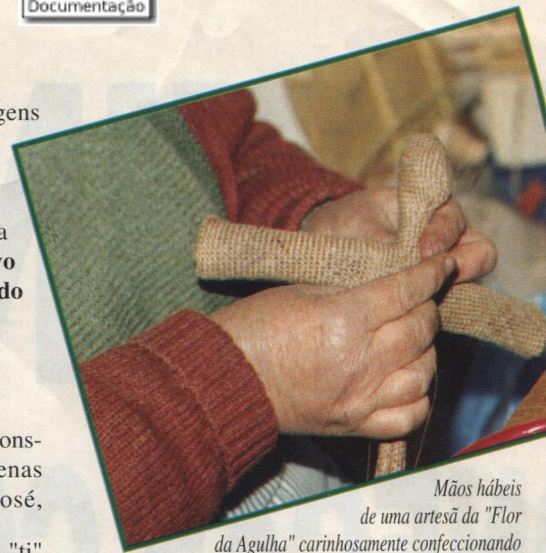 Documentação
gens
a
vo
do
ons-
enas
osé,
"ti"
Mãos hábeis
de uma artesã da "Flor
da Agulha" carinhosamente confeccionando